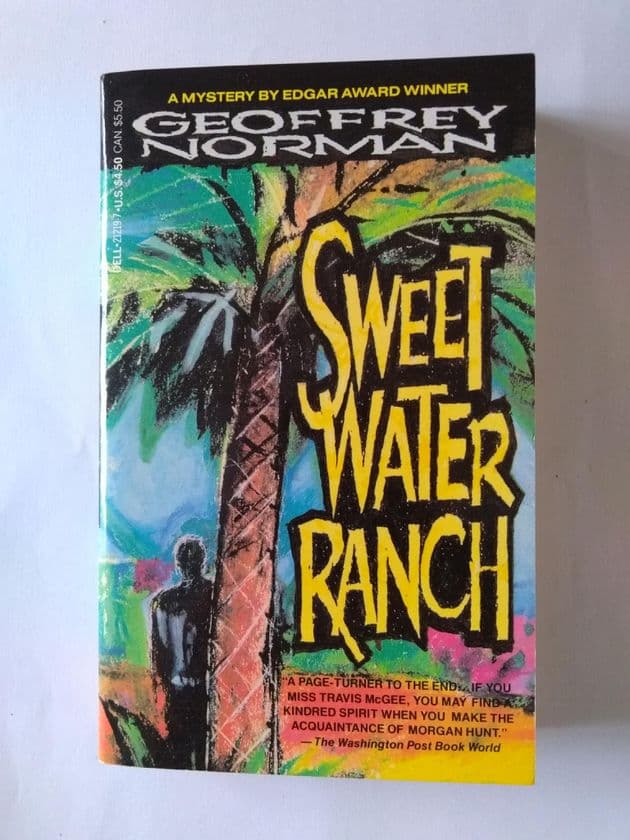 A MYSTERY BY EDGAR AWARD WINNER
GEOFFREY
NORMAN
DELL•21219-7•U.S. $4.50 CAN. $5.50
SWEET
WATER
RANCH
"A PAGE-TURNER TO THE END...IF YOU
MISS TRAVIS McGEE, YOU MAY FIND A
KINDRED SPIRIT WHEN YOU MAKE THE
ACQUAINTANCE OF MORGAN HUNT."
—The Washington Post Book World